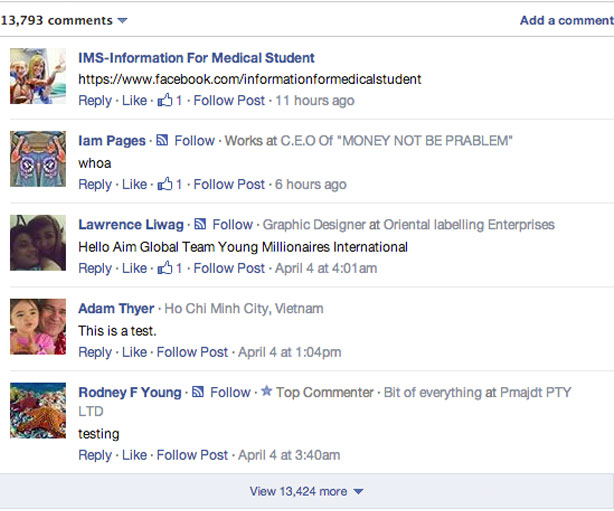 13,793 comments Add a comment
IMS-Information For Medical Student
https://www.facebook.com/informationformedicalstudent
Reply · Like · 1 · Follow Post · 11 hours ago
Iam Pages · Follow · Works at C.E.O Of "MONEY NOT BE PRABLEM"
whoa
Reply · Like · 1 · Follow Post · 6 hours ago
Lawrence Liwag · Follow · Graphic Designer at Oriental labelling Enterprises
Hello Aim Global Team Young Millionaires International
Reply · Like · 1 · Follow Post · April 4 at 4:01am
Adam Thyer · Ho Chi Minh City, Vietnam
This is a test.
Reply · Like · Follow Post · April 4 at 1:04pm
Rodney F Young · Follow · Top Commenter · Bit of everything at Pmajdt PTY
LTD
testing
Reply · Like · Follow Post · April 4 at 3:40am
View 13,424 more